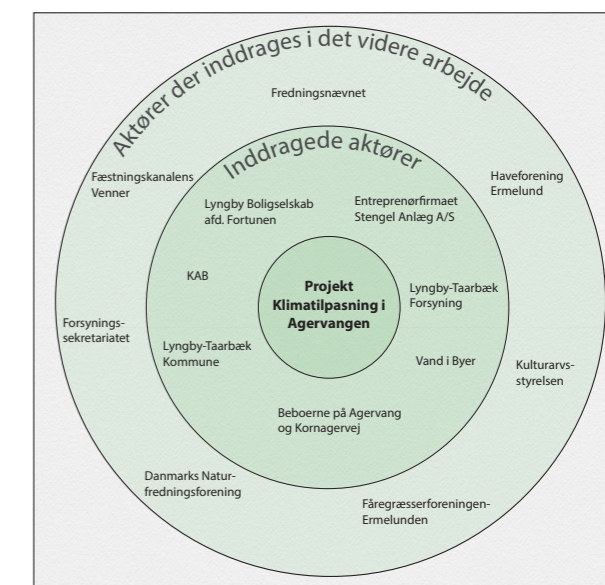 Aktører der inddrages i det videre arbejde
Fredningsnævnet
Inddragede aktører
Fæstningskanalens
Venner
Haveforening
Ermelund
Lyngby Boligselskab
afd. Fortunen
Entreprenørfirmaet
Stengel Anlæg A/S
KAB
Projekt
Klimatilpasning i
Agervangen
Lyngby-Taarbæk
Forsyning
Forsynings-
sekretariatet
Lyngby-Taarbæk
Kommune
Vand i Byer
Kulturarvs-
styrelsen
Beboerne på Agervang
og Kornagervej
Danmarks Natur-
fredningsforening
Fåregræsserforeningen-
Ermelunden